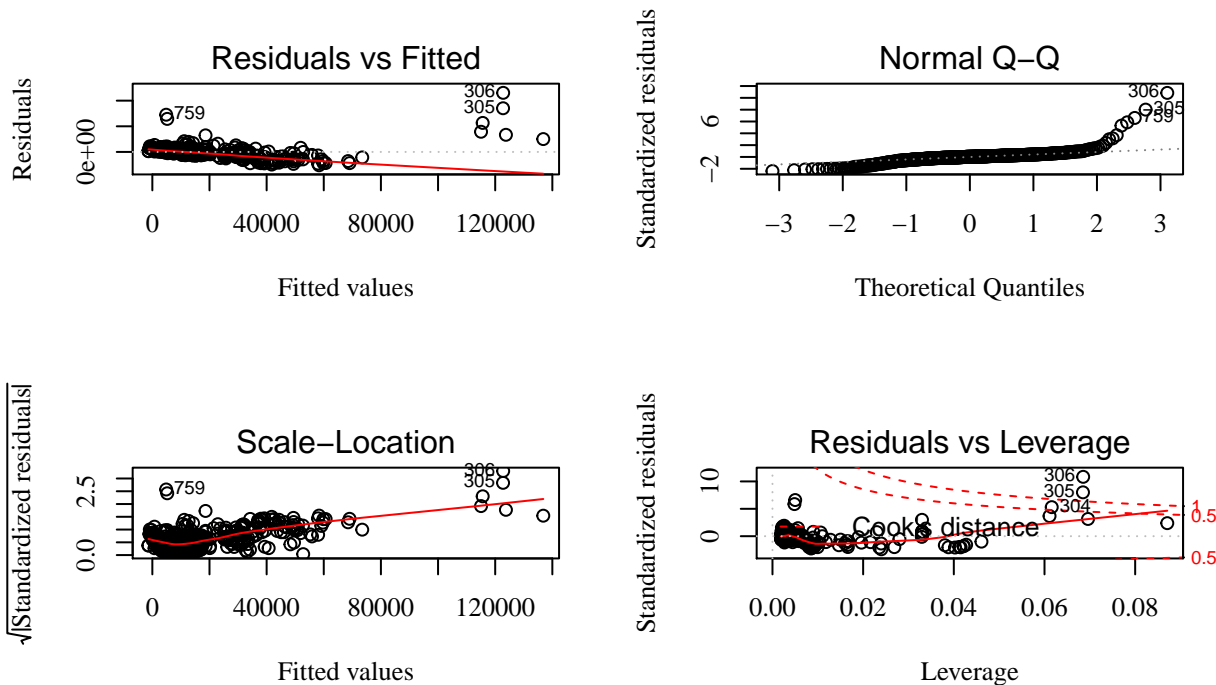 Residuals vs Fitted
Residuals
0e+00
306
305
759
0 40000 80000 120000
Fitted values
Normal Q−Q
Standardized residuals
−2 6
306
305
759
−3 −2 −1 0 1 2 3
Theoretical Quantiles
Scale−Location
√|Standardized residuals|
0.0 2.5
306
305
759
0 40000 80000 120000
Fitted values
Residuals vs Leverage
Standardized residuals
0 10
306
305
304
1
0.5
0.5
Cook's distance
0.00 0.02 0.04 0.06 0.08
Leverage